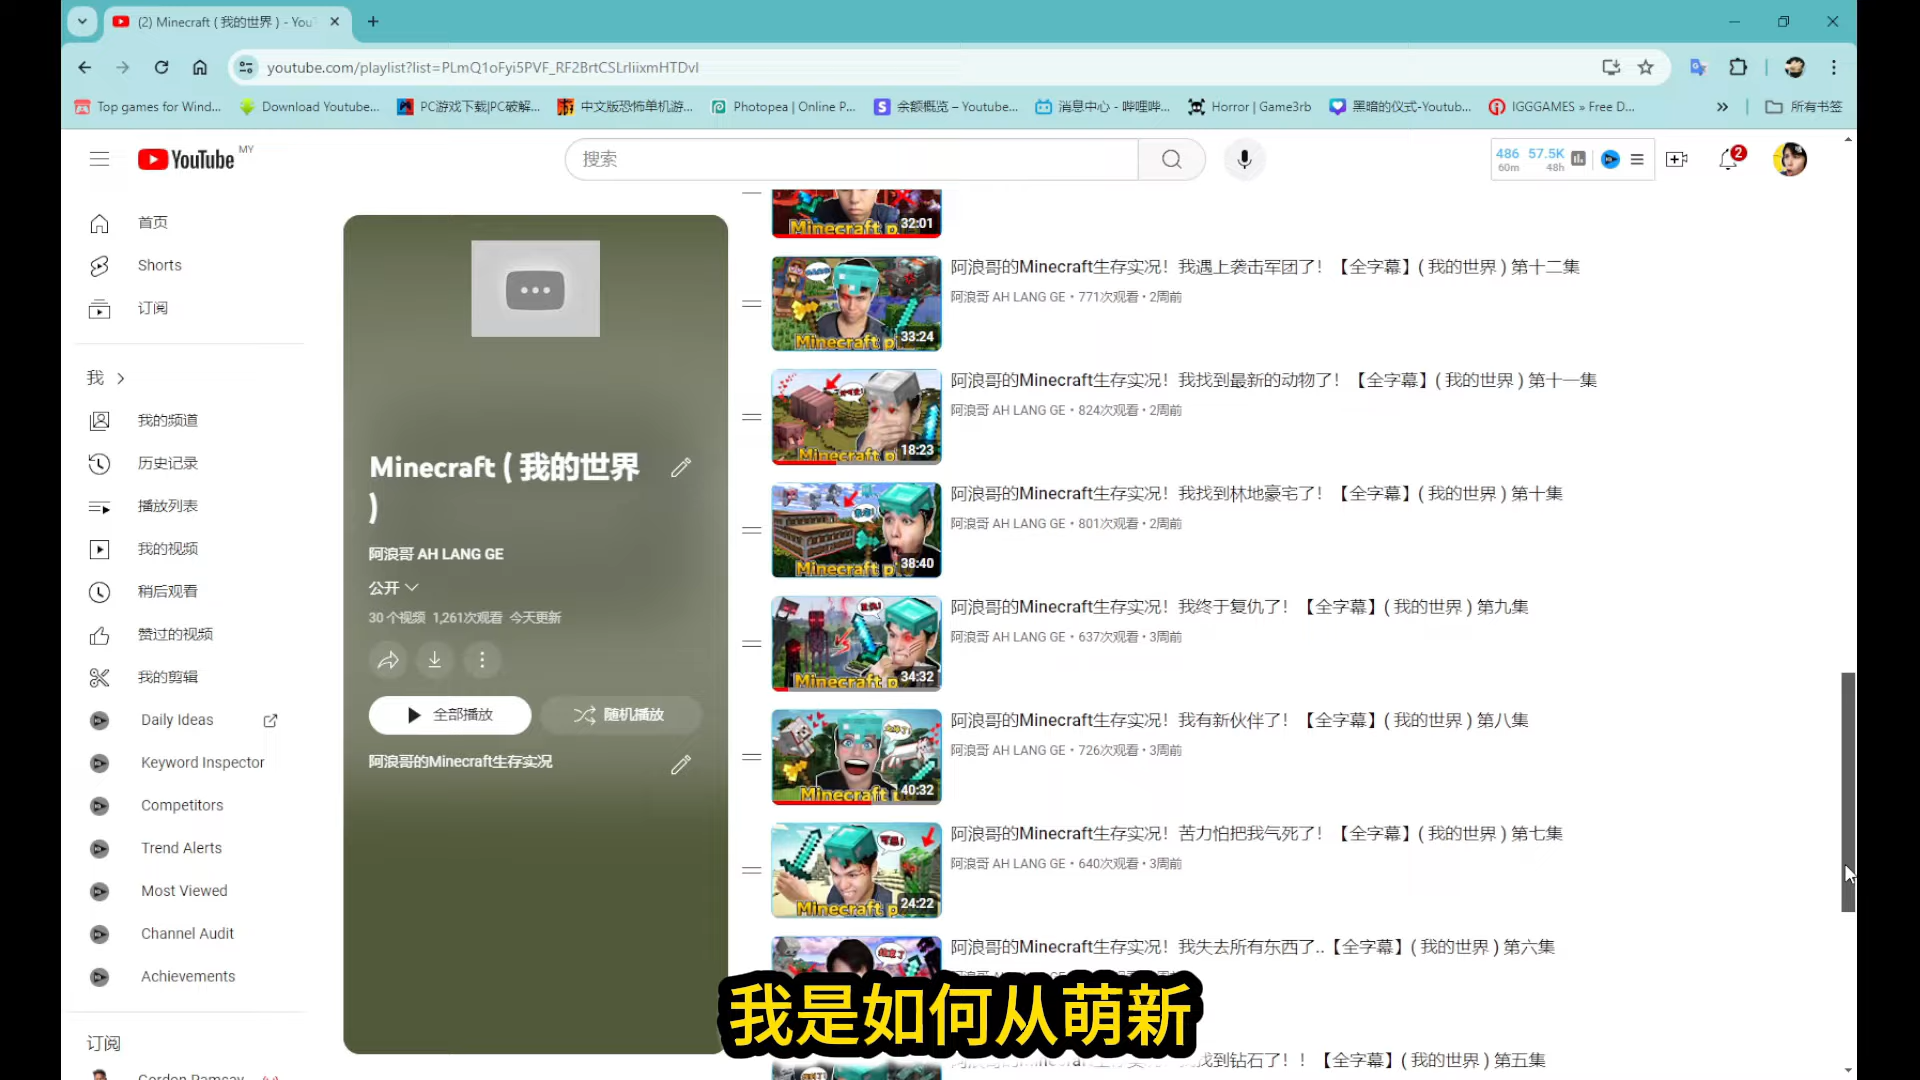 (2) Minecraft ( 我的世界 ) - You
youtube.com/playlist?list=PLmQ1oFyi5PVF_RF2BrtCSLrIiixmHTDvI
Top games for Wind...
Download Youtube...
PC游戏下载|PC破解...
中文版恐怖单机游...
Photopea | Online P...
余额概览 – Youtube...
消息中心 - 哔哩哔...
Horror | Game3rb
黑暗的仪式-Youtub...
IGGGAMES » Free D...
所有书签
YouTube MY
搜索
486 57.5K
60m 48h
2
首页
Shorts
订阅
我
我的频道
历史记录
播放列表
我的视频
稍后观看
赞过的视频
我的剪辑
Daily Ideas
Keyword Inspector
Competitors
Trend Alerts
Most Viewed
Channel Audit
Achievements
订阅
Gordon Ramsay
Minecraft ( 我的世界
)
阿浪哥 AH LANG GE
公开
30 个视频 1,261次观看 今天更新
全部播放
随机播放
阿浪哥的Minecraft生存实况
Minecraft p
32:01
阿浪哥的Minecraft生存实况！我遇上袭击军团了！【全字幕】( 我的世界 ) 第十二集
阿浪哥 AH LANG GE • 771次观看 • 2周前
Minecraft p
33:24
阿浪哥的Minecraft生存实况！我找到最新的动物了！【全字幕】( 我的世界 ) 第十一集
阿浪哥 AH LANG GE • 824次观看 • 2周前
Minecraft p
18:23
阿浪哥的Minecraft生存实况！我找到林地豪宅了！【全字幕】( 我的世界 ) 第十集
阿浪哥 AH LANG GE • 801次观看 • 2周前
Minecraft p
38:40
阿浪哥的Minecraft生存实况！我终于复仇了！【全字幕】( 我的世界 ) 第九集
阿浪哥 AH LANG GE • 637次观看 • 3周前
Minecraft p
34:32
阿浪哥的Minecraft生存实况！我有新伙伴了！【全字幕】( 我的世界 ) 第八集
阿浪哥 AH LANG GE • 726次观看 • 3周前
Minecraft
40:32
阿浪哥的Minecraft生存实况！苦力怕把我气死了！【全字幕】( 我的世界 ) 第七集
阿浪哥 AH LANG GE • 640次观看 • 3周前
可恶!
Minecraft p
24:22
阿浪哥的Minecraft生存实况！我失去所有东西了..【全字幕】( 我的世界 ) 第六集
我是如何从萌新
找到钻石了！！【全字幕】( 我的世界 ) 第五集